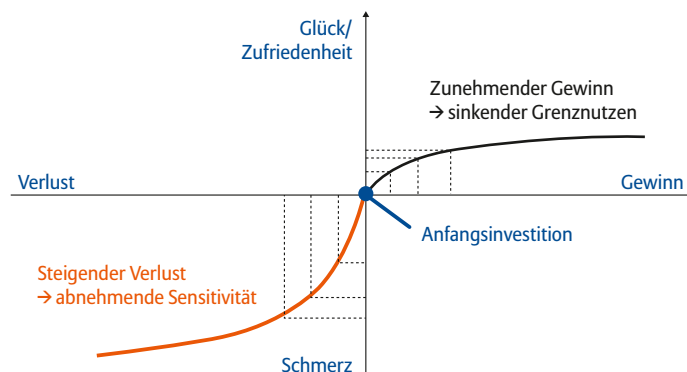 Glück/
Zufriedenheit
Zunehmender Gewinn
→ sinkender Grenznutzen
Verlust
Gewinn
Anfangsinvestition
Steigender Verlust
→ abnehmende Sensitivität
Schmerz